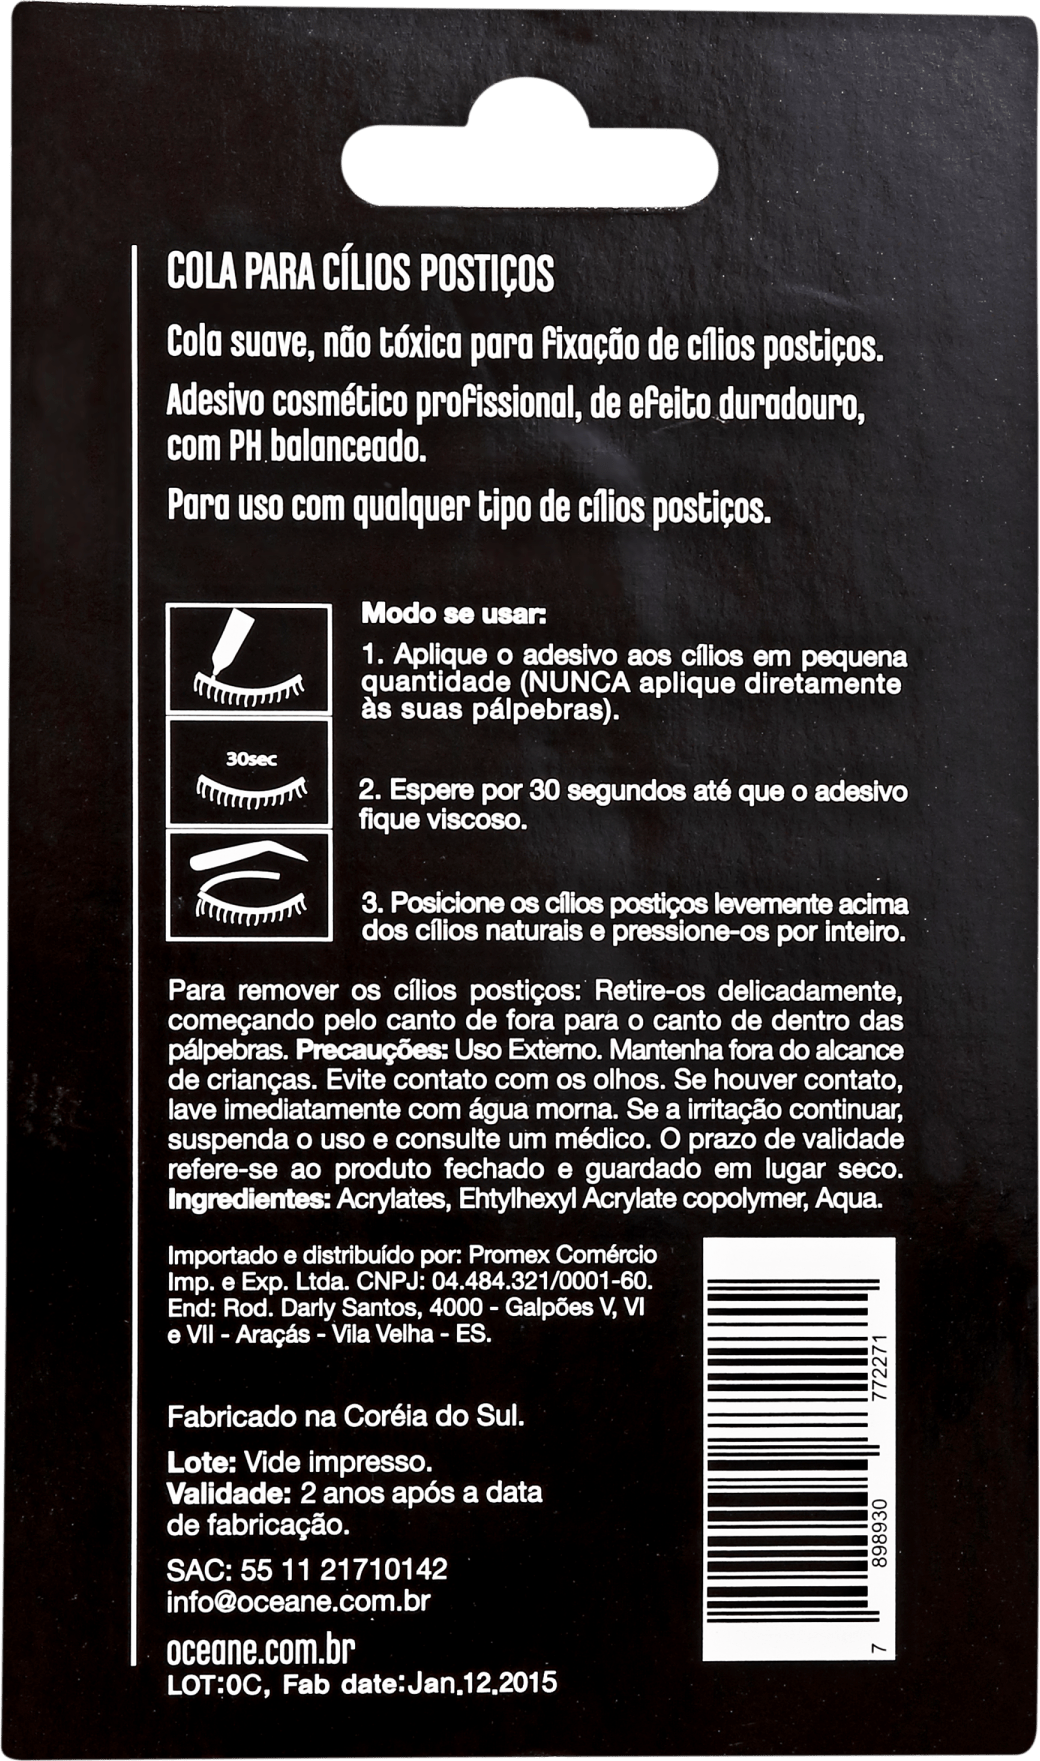 COLA PARA CÍLIOS POSTIÇOS
Cola suave, não tóxica para fixação de cílios postiços.
Adesivo cosmético profissional, de efeito duradouro,
com PH balanceado.
Para uso com qualquer tipo de cílios postiços.
Modo se usar:
1. Aplique o adesivo aos cílios em pequena
quantidade (NUNCA aplique diretamente
às suas pálpebras).
30sec
2. Espere por 30 segundos até que o adesivo
fique viscoso.
3. Posicione os cílios postiços levemente acima
dos cílios naturais e pressione-os por inteiro.
Para remover os cílios postiços: Retire-os delicadamente,
começando pelo canto de fora para o canto de dentro das
pálpebras. Precauções: Uso Externo. Mantenha fora do alcance
de crianças. Evite contato com os olhos. Se houver contato,
lave imediatamente com água morna. Se a irritação continuar,
suspenda o uso e consulte um médico. O prazo de validade
refere-se ao produto fechado e guardado em lugar seco.
Ingredientes: Acrylates, Ehtylhexyl Acrylate copolymer, Aqua.
Importado e distribuído por: Promex Comércio
Imp. e Exp. Ltda. CNPJ: 04.484.321/0001-60.
End: Rod. Darly Santos, 4000 - Galpões V, VI
e VII - Araçás - Vila Velha - ES.
Fabricado na Coréia do Sul.
Lote: Vide impresso.
Validade: 2 anos após a data
de fabricação.
SAC: 55 11 21710142
info@oceane.com.br
oceane.com.br
LOT:0C, Fab date:Jan.12.2015
7 898930 772271